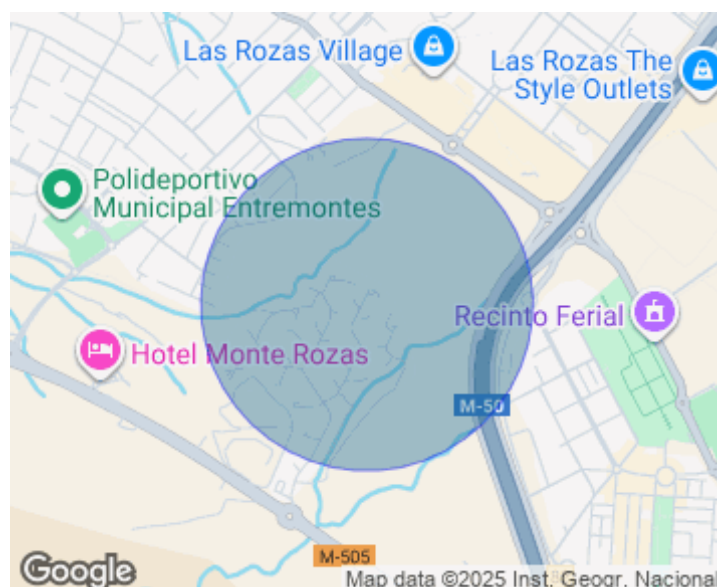 Las Rozas Village
Las Rozas The
Style Outlets
Polideportivo
Municipal Entremontes
Recinto Ferial
Hotel Monte Rozas
M-50
M-505
Google
Map data ©2025 Inst. Geogr. Nacional